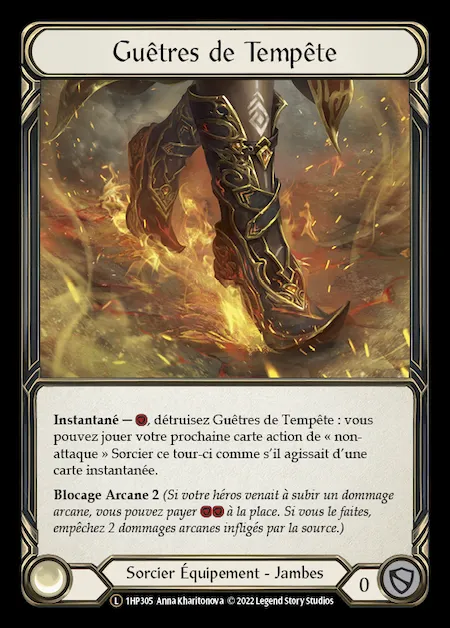 Guêtres de Tempête
Instantané — , détruisez Guêtres de Tempête : vous
pouvez jouer votre prochaine carte action de « non-
attaque » Sorcier ce tour-ci comme s'il agissait d'une
carte instantanée.
Blocage Arcane 2 (Si votre héros venait à subir un dommage
arcane, vous pouvez payer à la place. Si vous le faites,
empêchez 2 dommages arcanes infligés par la source.)
Sorcier Équipement - Jambes
0
L 1HP305 Anna Kharitonova © 2022 Legend Story Studios